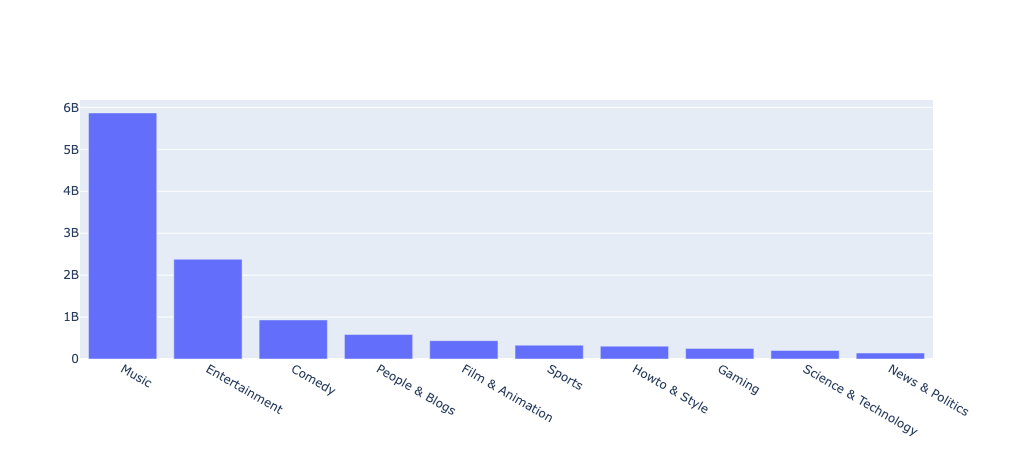 6B
5B
4B
3B
2B
1B
0
Music
Entertainment
Comedy
People & Blogs
Film & Animation
Sports
Howto & Style
Gaming
Science & Technology
News & Politics